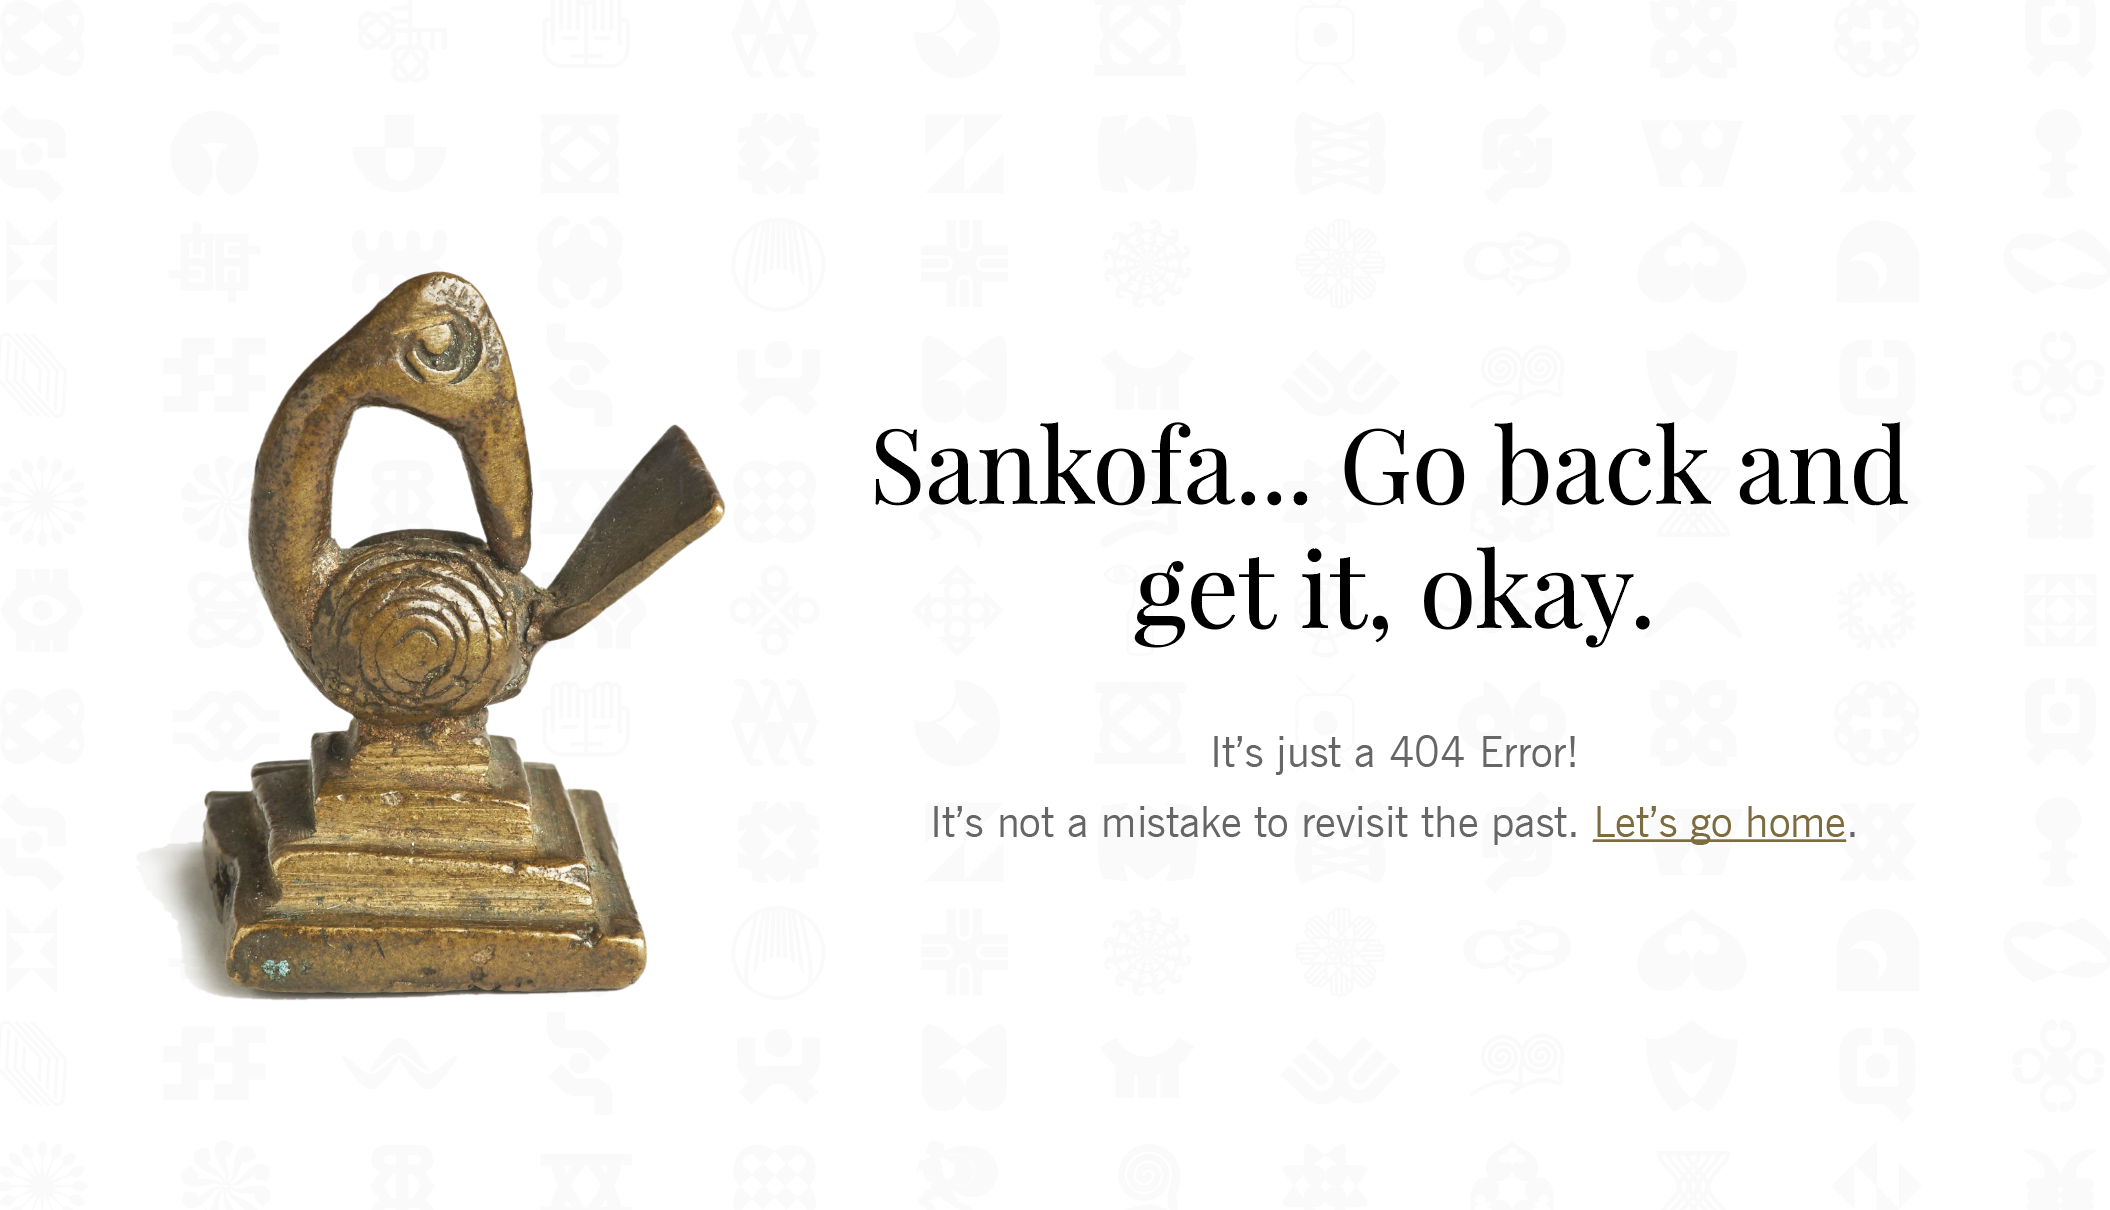 Sankofa... Go back and
get it, okay.
It’s just a 404 Error!
It’s not a mistake to revisit the past. Let’s go home.